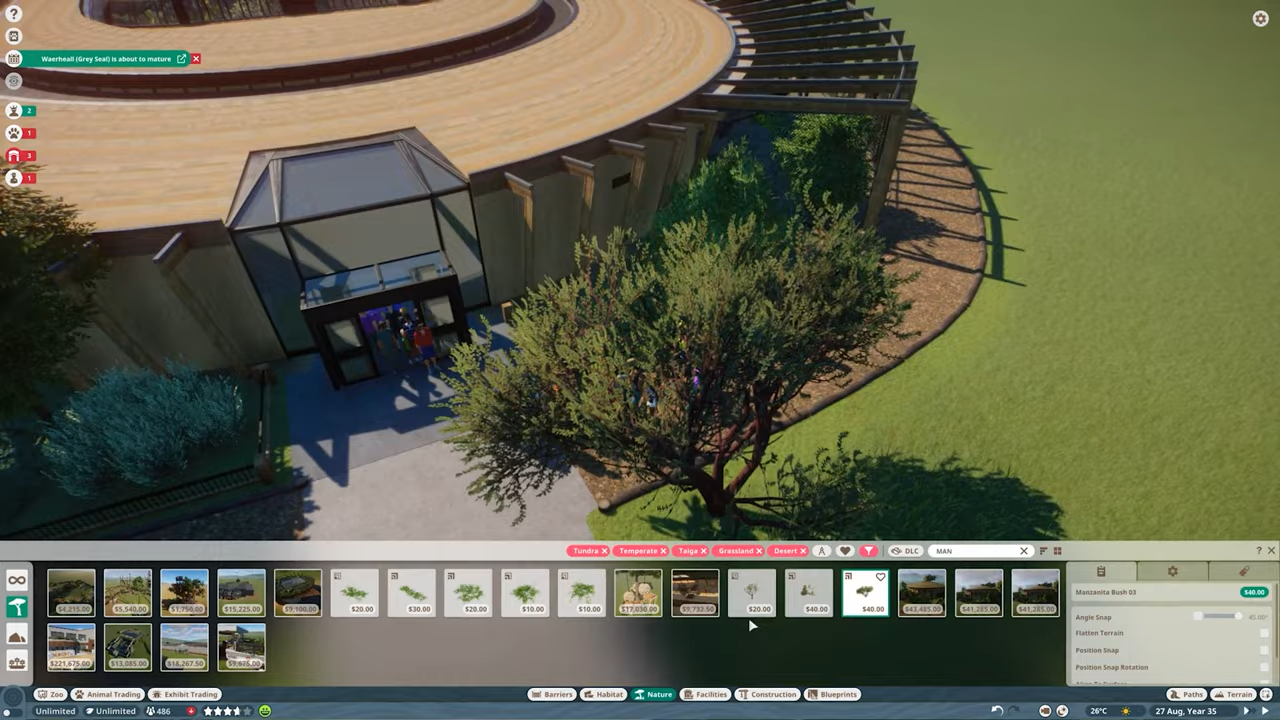 Waerheall (Grey Seal) is about to mature
2
1
3
1
Tundra Temperate Taiga Grassland Desert DLC MAN
$4,215.00 $5,540.00 $1,750.00 $15,225.00 $9,100.00 $20.00 $30.00 $20.00 $10.00 $10.00 $17,030.00 $9,732.50 $20.00 $40.00 $40.00 $43,485.00 $41,285.00 $41,285.00
$221,675.00 $13,085.00 $18,267.50 $9,875.00
Manzanita Bush 03 $40.00
Angle Snap 45.00°
Flatten Terrain
Position Snap
Position Snap Rotation
Zoo Animal Trading Exhibit Trading Barriers Habitat Nature Facilities Construction Blueprints Paths Terrain
Unlimited Unlimited 486 26°C 27 Aug, Year 35